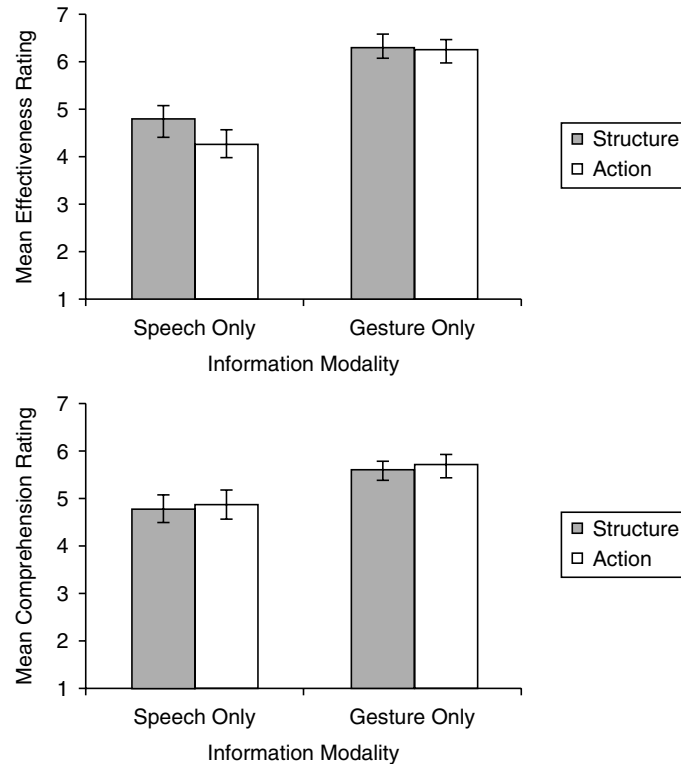 Mean Effectiveness Rating
7
6
5
4
3
2
1
Speech Only Gesture Only
Information Modality
Structure
Action
Mean Comprehension Rating
7
6
5
4
3
2
1
Speech Only Gesture Only
Information Modality
Structure
Action